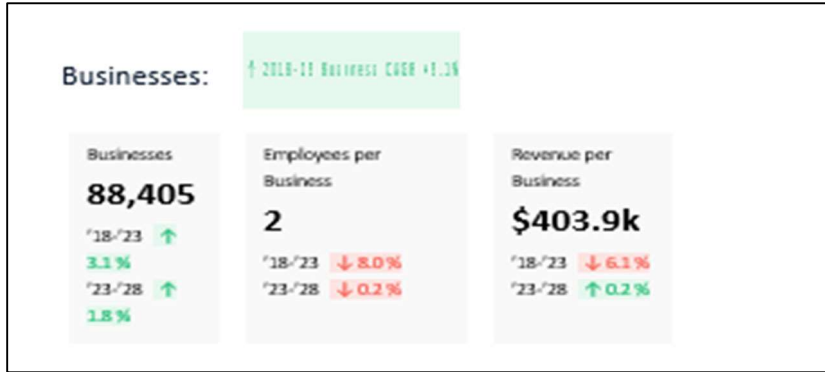 Businesses:
Business
Businesses
88,405
'18-'23 ↑
3.1%
'23-'28 ↑
1.8%
Employees per
Business
2
'18-'23 ↓ 8.0%
'23-'28 ↓ 0.2%
Revenue per
Business
$403.9k
'18-'23 ↓ 6.1%
'23-'28 ↑ 0.2%